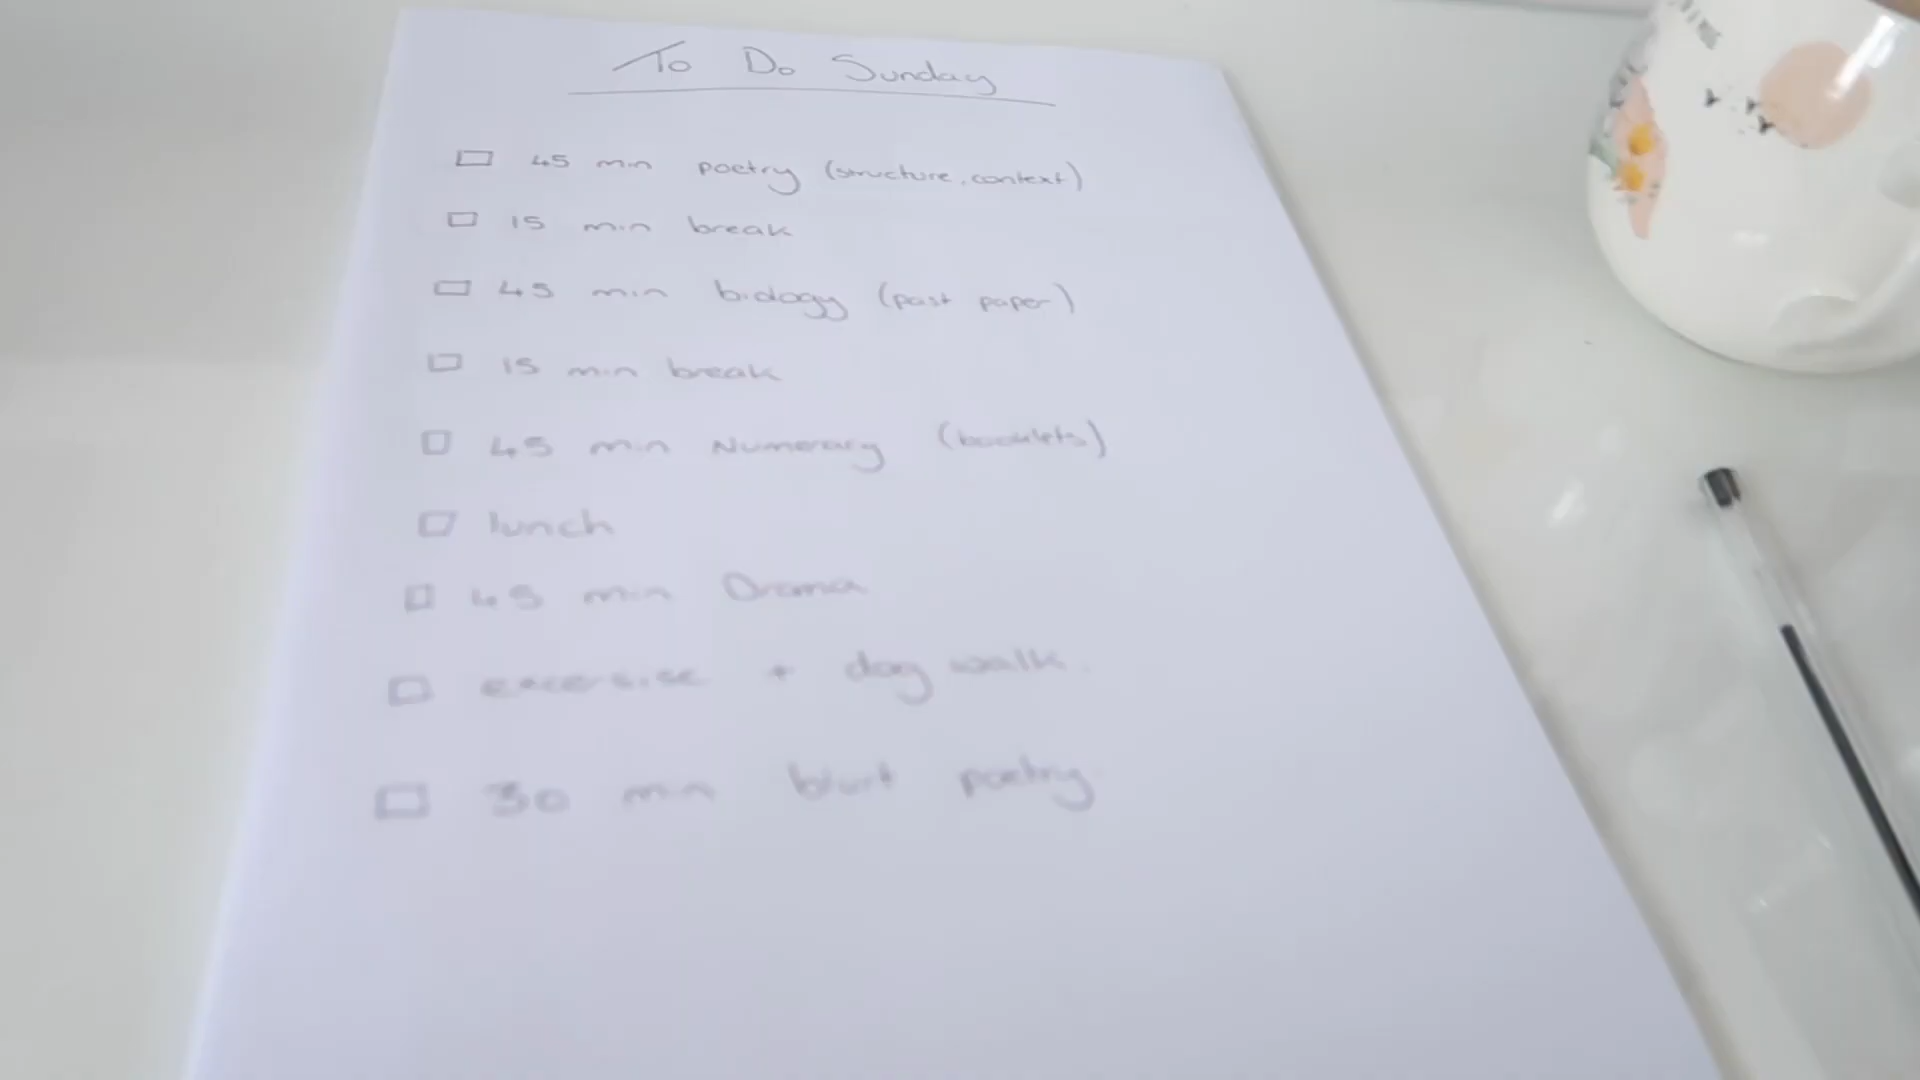 To Do Sunday
45 min poetry (structure, context)
15 min break
45 min biology (past paper)
15 min break
45 min Numeracy (booklets)
lunch
45 min Drama
excersise + dog walk.
30 min blurt poetry